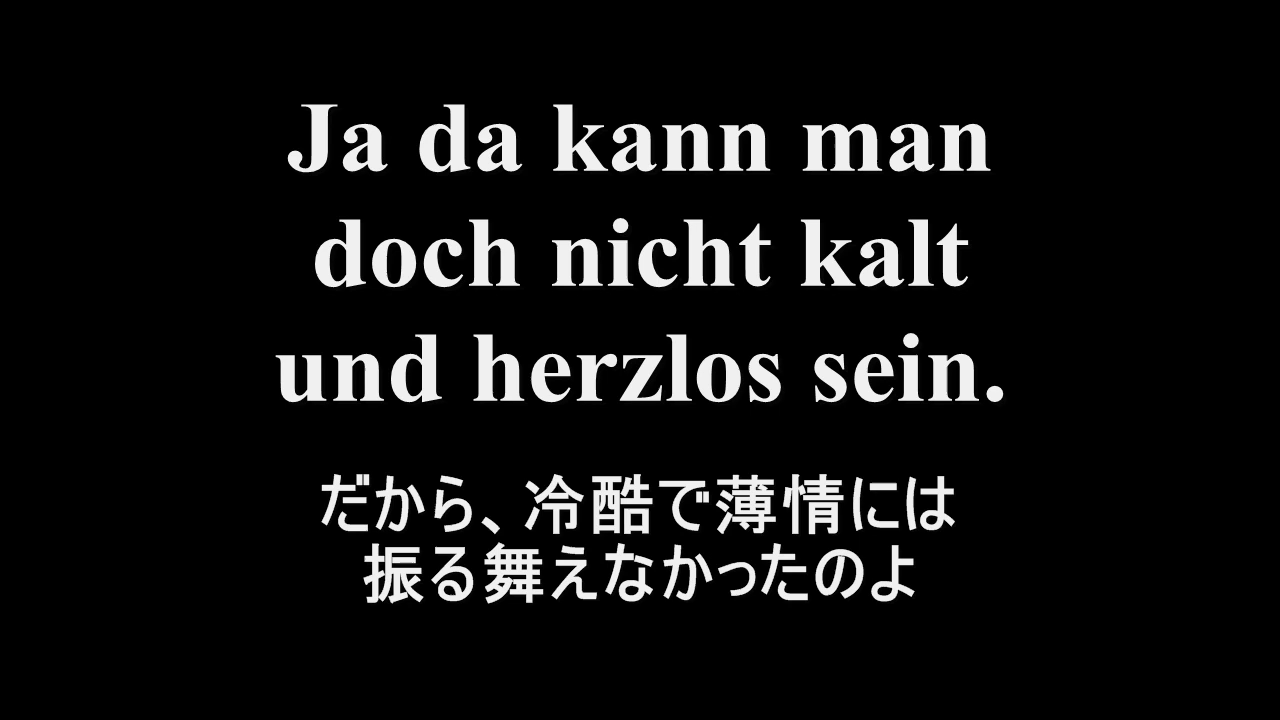 Ja da kann man
doch nicht kalt
und herzlos sein.
だから、冷酷で薄情には
振る舞えなかったのよ